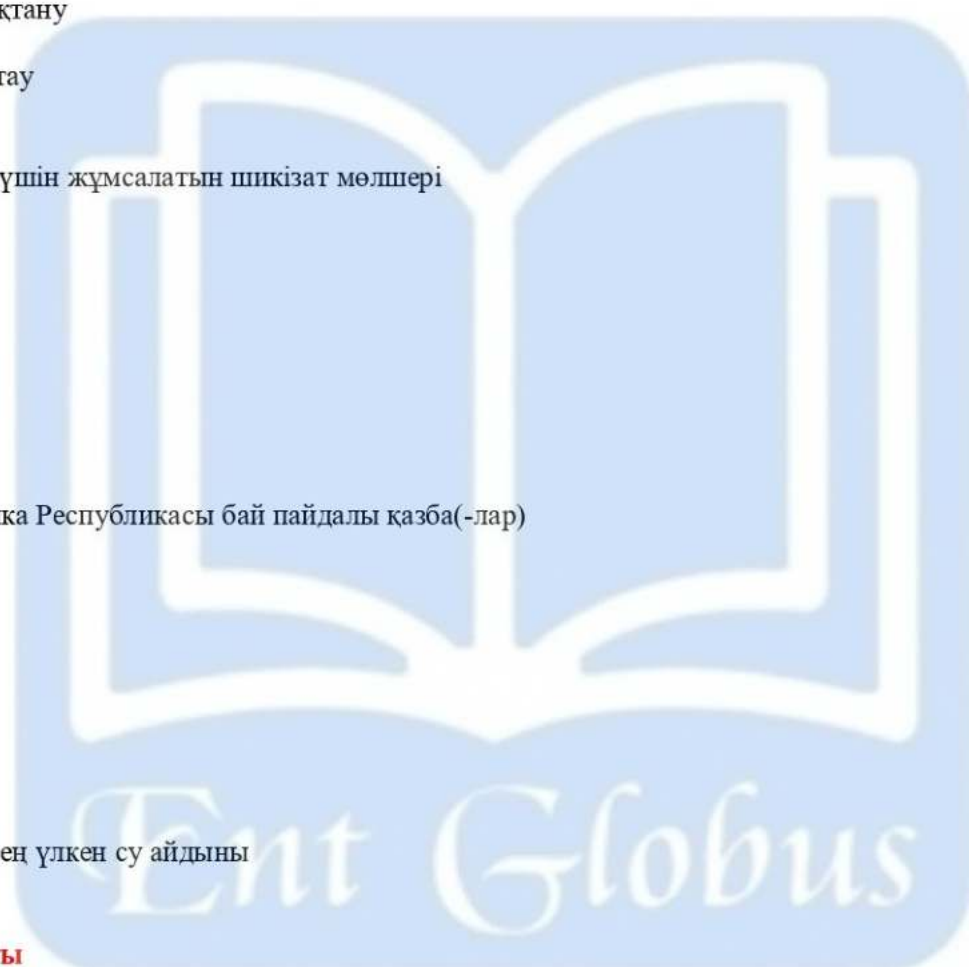 қтану
тау
үшін жұмсалатын шикізат мөлшері
ка Республикасы бай пайдалы қазба(-лар)
ең үлкен су айдыны
Ent Globus
ы